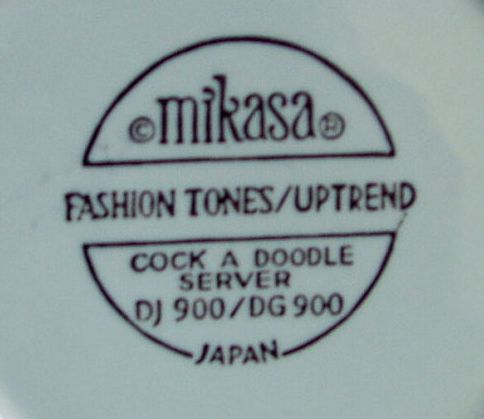 © mikasa ®
FASHION TONES/UPTREND
COCK A DOODLE
SERVER
DJ 900/DG 900
JAPAN